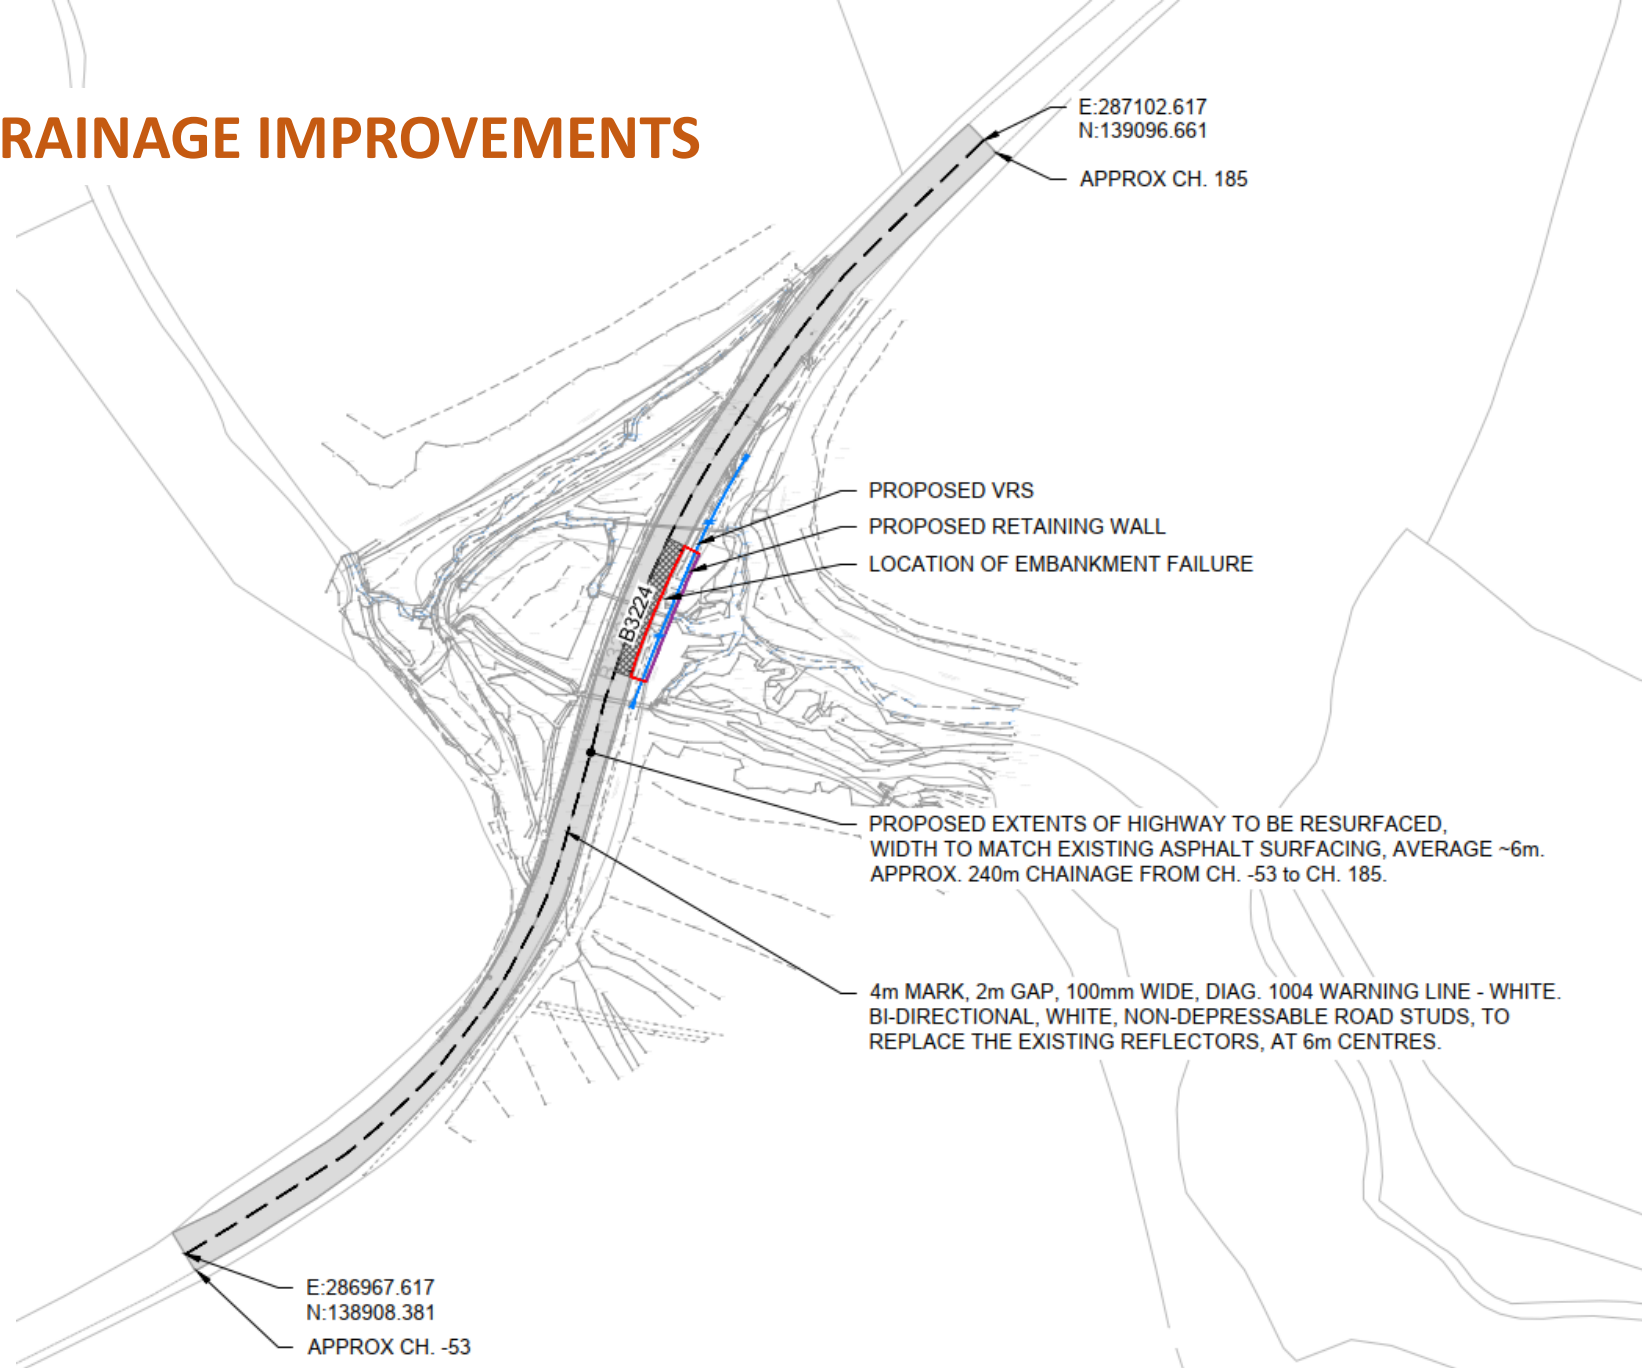 RAINAGE IMPROVEMENTS
E:287102.617
N:139096.661
APPROX CH. 185
PROPOSED VRS
PROPOSED RETAINING WALL
LOCATION OF EMBANKMENT FAILURE
B3224
PROPOSED EXTENTS OF HIGHWAY TO BE RESURFACED,
WIDTH TO MATCH EXISTING ASPHALT SURFACING, AVERAGE ~6m.
APPROX. 240m CHAINAGE FROM CH. -53 to CH. 185.
4m MARK, 2m GAP, 100mm WIDE, DIAG. 1004 WARNING LINE - WHITE.
BI-DIRECTIONAL, WHITE, NON-DEPRESSABLE ROAD STUDS, TO
REPLACE THE EXISTING REFLECTORS, AT 6m CENTRES.
E:286967.617
N:138908.381
APPROX CH. -53